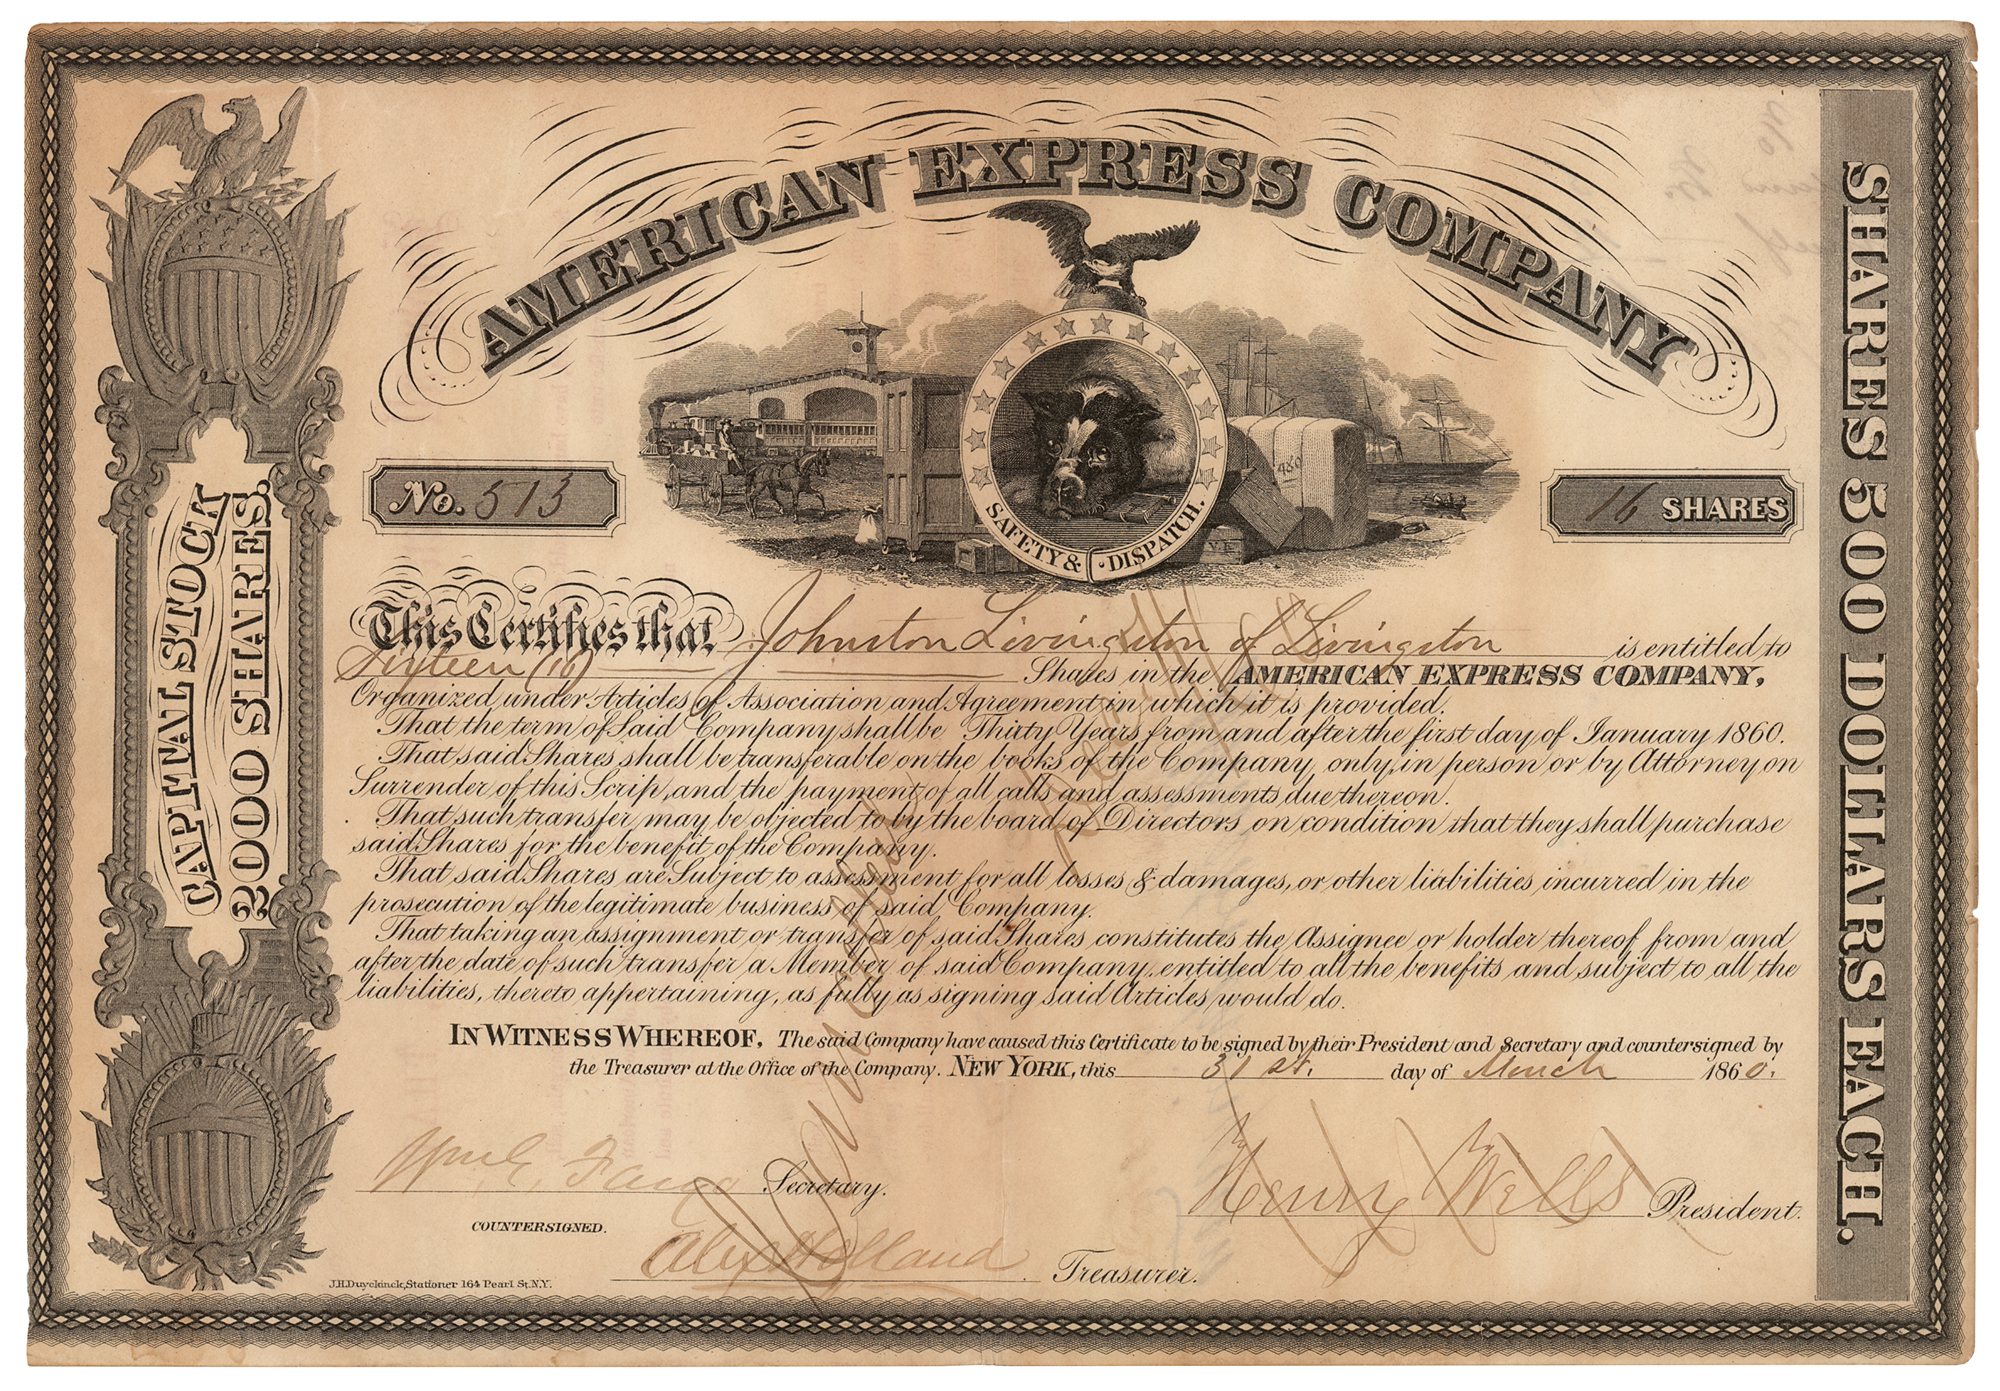 AMERICAN EXPRESS COMPANY
SAFETY & DISPATCH.
480
V.R.
No. 513
16 SHARES
CAPITAL STOCK
2000 SHARES.
SHARES 500 DOLLARS EACH.
This Certifies that Johnston Livingston of Livingston is entitled to
Sixteen (16) Shares in the AMERICAN EXPRESS COMPANY,
Organized under Articles of Association and Agreement in which it is provided.
That the term of Said Company shall be Thirty Years from and after the first day of January 1860.
That said Shares shall be transferable on the books of the Company only, in person or by Attorney on
Surrender of this Scrip, and the payment of all calls and assessments due thereon.
That such transfer may be objected to by the board of Directors on condition that they shall purchase
said Shares for the benefit of the Company.
That said Shares are Subject to assessment for all losses & damages, or other liabilities incurred in the
prosecution of the legitimate business of said Company.
That taking an assignment or transfer of said Shares constitutes the Assignee or holder thereof from and
after the date of such transfer a Member of said Company, entitled to all the benefits and subject to all the
liabilities, thereto appertaining, as fully as signing said Articles would do.
IN WITNESS WHEREOF, The said Company have caused this Certificate to be signed by their President and Secretary and countersigned by
the Treasurer at the Office of the Company. NEW YORK, this 31 st. day of March 1860.
Secretary.
Henry Wells President.
COUNTERSIGNED.
Alex Holland Treasurer.
J.H.Duyckinck, Stationer 164 Pearl St. N.Y.